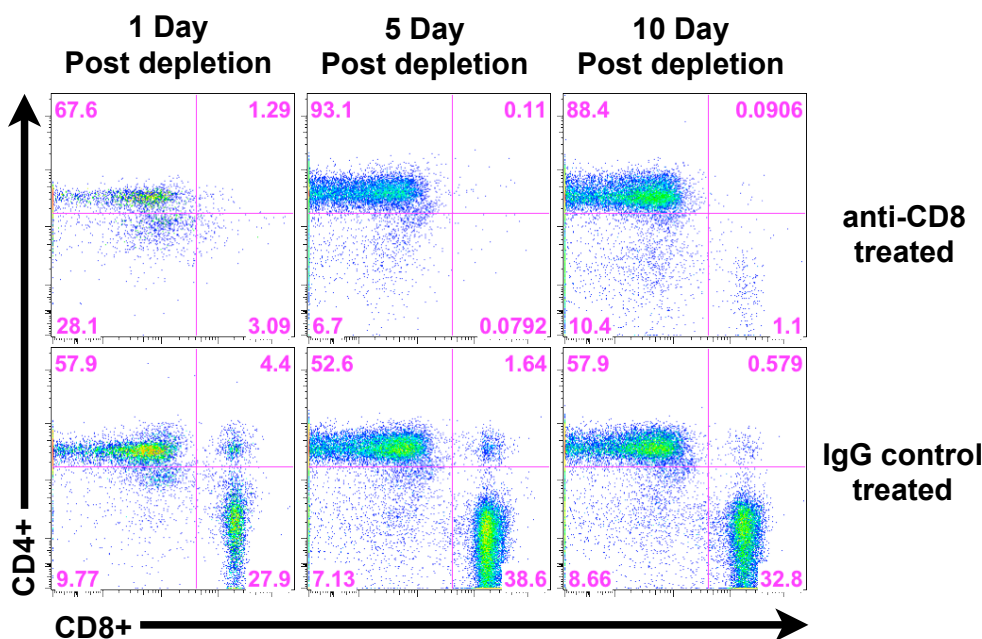 1 Day
Post depletion
5 Day
Post depletion
10 Day
Post depletion
67.6 1.29
28.1 3.09
93.1 0.11
6.7 0.0792
88.4 0.0906
10.4 1.1
anti-CD8
treated
57.9 4.4
9.77 27.9
52.6 1.64
7.13 38.6
57.9 0.579
8.66 32.8
IgG control
treated
CD4+
CD8+